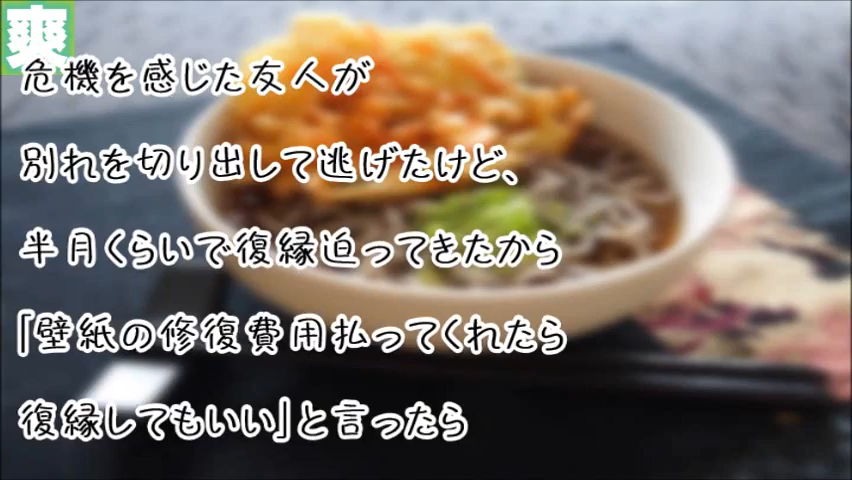 爽
危機を感じた友人が
別れを切り出して逃げたけど、
半月くらいで復縁迫ってきたから
「壁紙の修復費用払ってくれたら
復縁してもいい」と言ったら